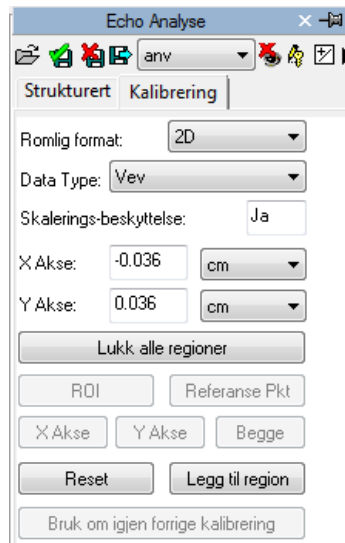 Echo Analyse
anv
Strukturert Kalibrering
Romlig format: 2D
Data Type: Vev
Skalerings-beskyttelse: Ja
X Akse: -0.036 cm
Y Akse: 0.036 cm
Lukk alle regioner
ROI Referanse Pkt
X Akse Y Akse Begge
Reset Legg til region
Bruk om igjen forrige kalibrering